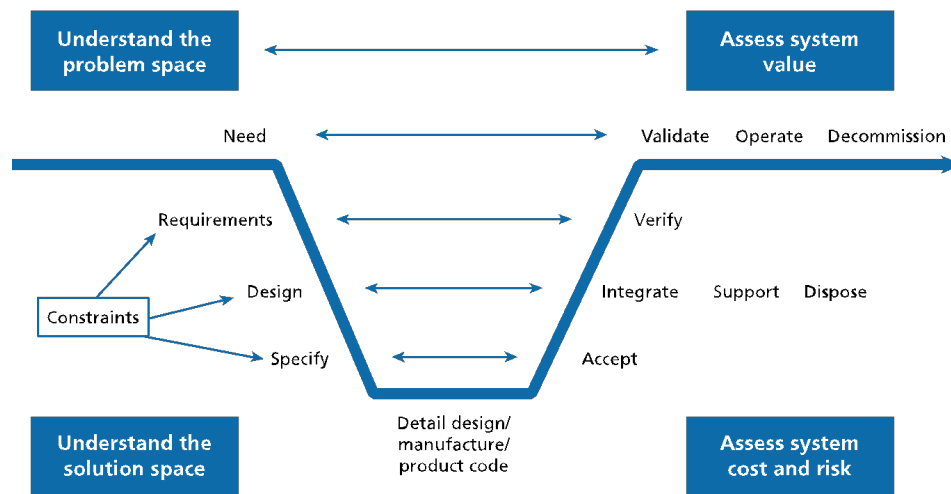 Understand the
problem space
Assess system
value
Need
Validate Operate Decommission
Requirements
Verify
Design
Integrate Support Dispose
Constraints
Specify
Accept
Detail design/
manufacture/
product code
Understand the
solution space
Assess system
cost and risk